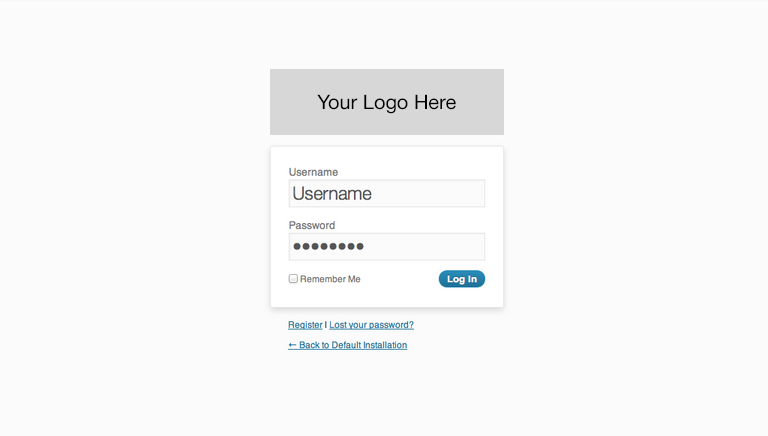 Your Logo Here
Username
Username
Password
●●●●●●●●
Remember Me
Log In
Register | Lost your password?
← Back to Default Installation